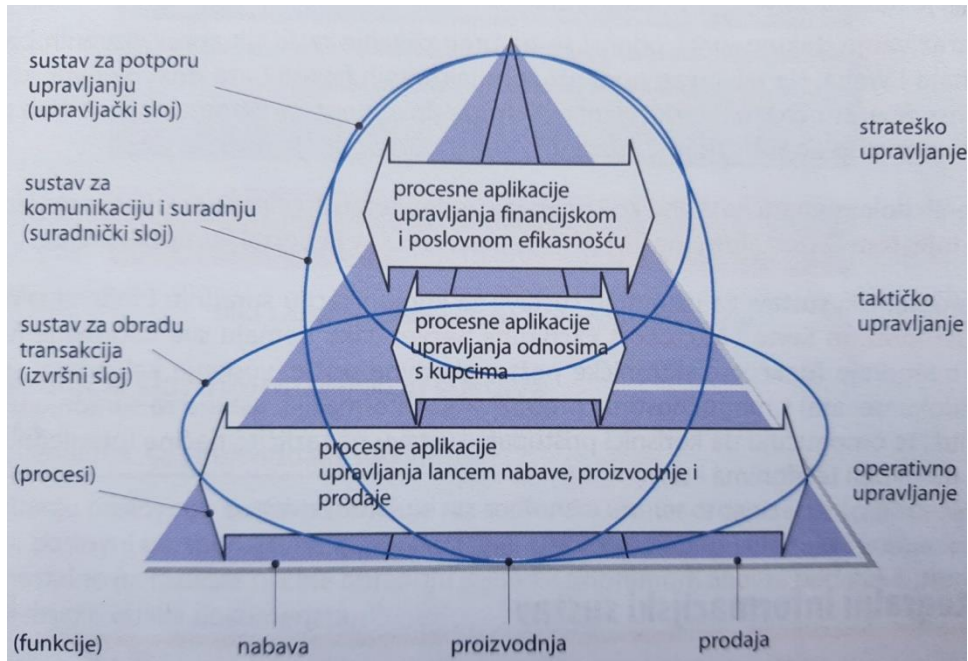 sustav za potporu
upravljanju
(upravljački sloj)
strateško
upravljanje
sustav za
komunikaciju i suradnju
(suradnički sloj)
procesne aplikacije
upravljanja financijskom
i poslovnom efikasnošću
taktičko
upravljanje
sustav za obradu
transakcija
(izvršni sloj)
procesne aplikacije
upravljanja odnosima
s kupcima
procesne aplikacije
upravljanja lancem nabave, proizvodnje i
prodaje
(procesi)
operativno
upravljanje
(funkcije)
nabava
proizvodnja
prodaja